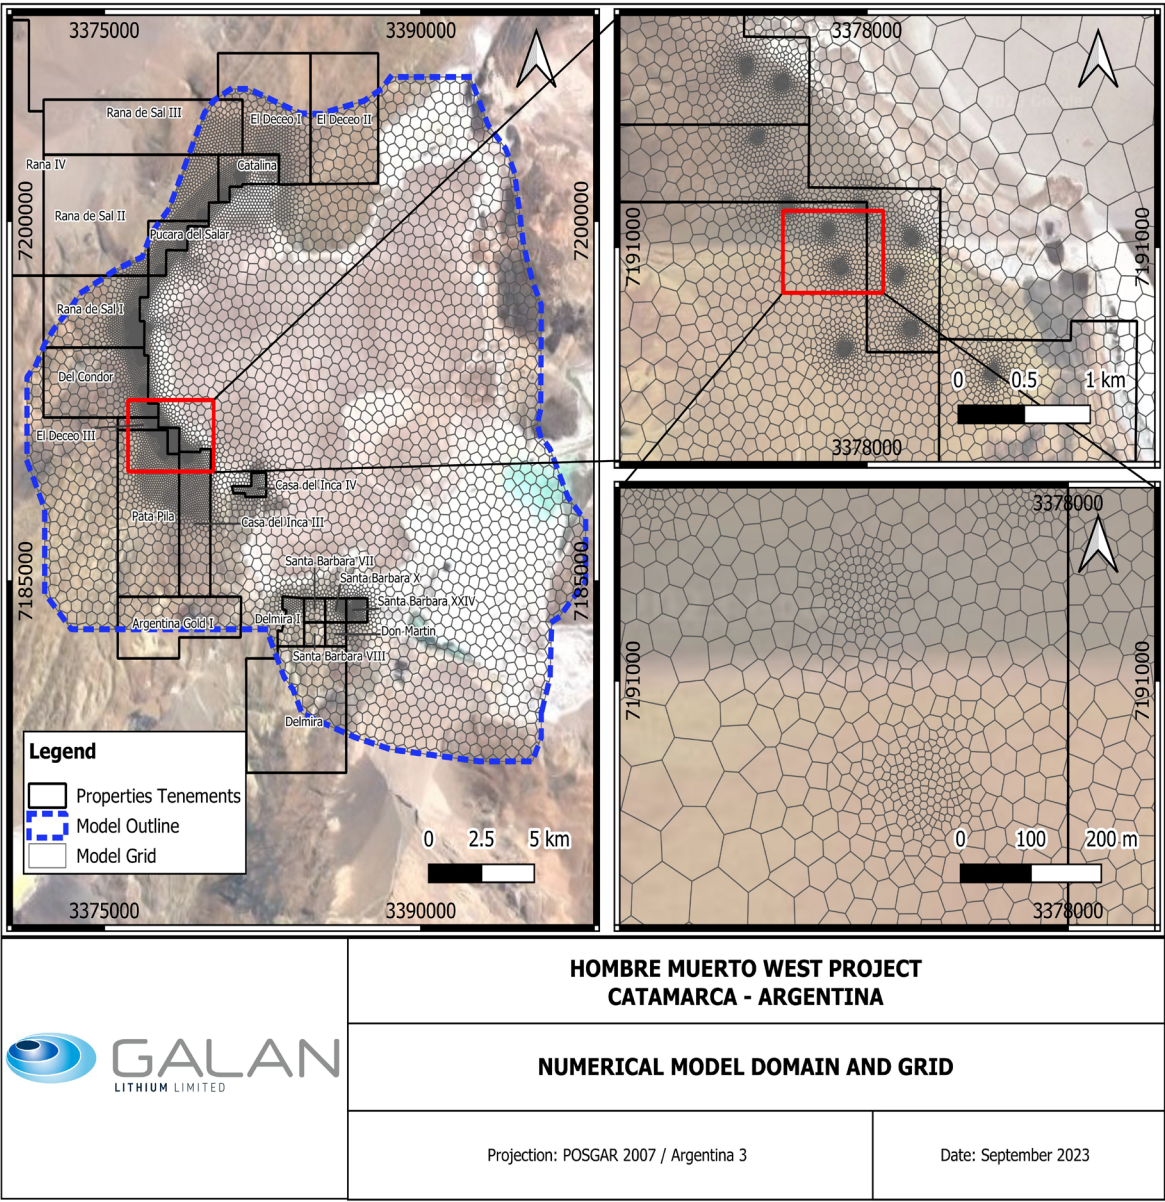 3375000
3390000
Rana de Sal III
El Deceo I
El Deceo II
Rana IV
Catalina
Rana de Sal II
Pucara del Salar
7200000
7200000
Rana de Sal I
Del Condor
El Deceo III
Casa del Inca IV
Pata Pila
Casa del Inca III
Santa Barbara VII
Santa Barbara X
Santa Barbara XXIV
7185000
7185000
Argentina Gold I
Delmira I
Don Martin
Santa Barbara VIII
Delmira
Legend
Properties Tenements
Model Outline
Model Grid
0 2.5 5 km
3375000
3390000
3378000
7191000
7191000
0 0.5 1 km
3378000
3378000
7191000
7191000
0 100 200 m
3378000
GALAN
LITHIUM LIMITED
HOMBRE MUERTO WEST PROJECT
CATAMARCA - ARGENTINA
NUMERICAL MODEL DOMAIN AND GRID
Projection: POSGAR 2007 / Argentina 3
Date: September 2023